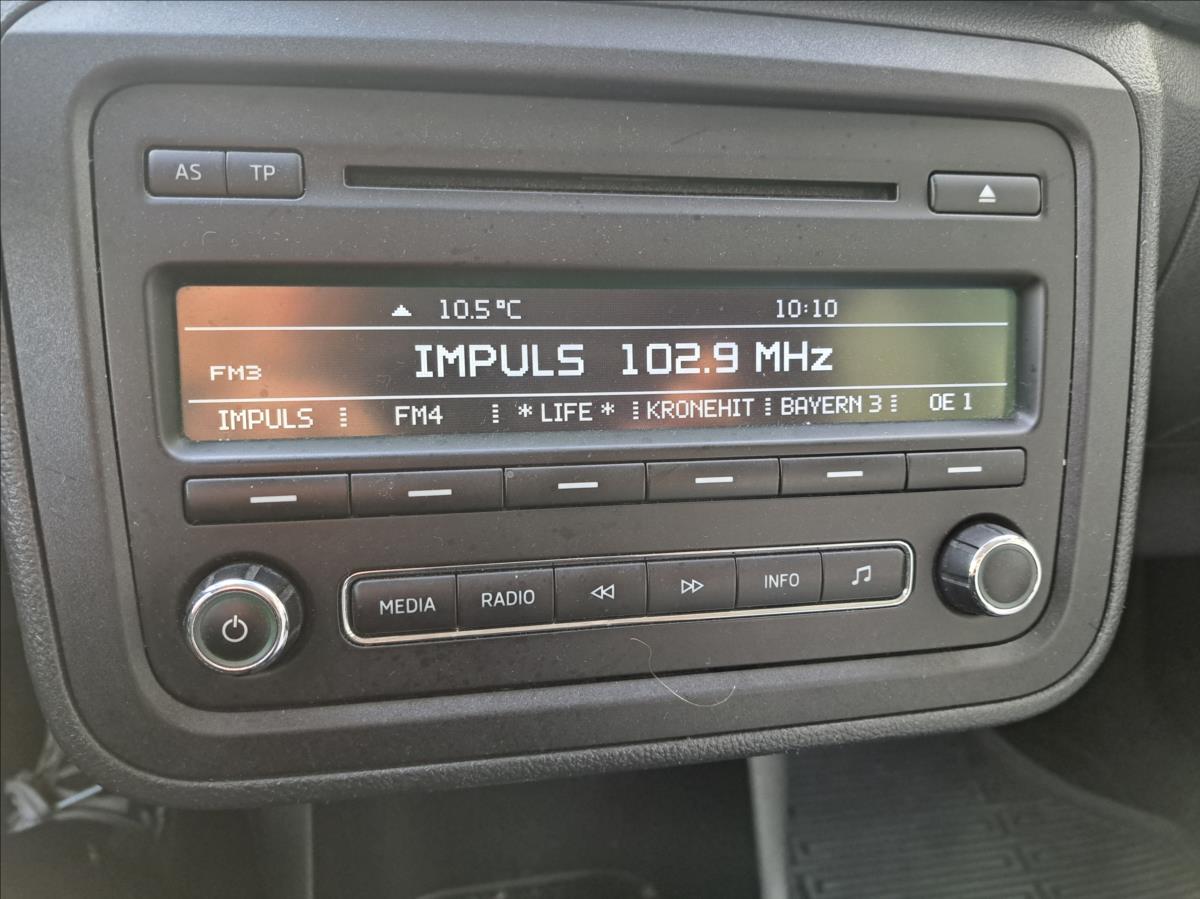 AS TP
10.5°C 10:10
FM3 IMPULS 102.9 MHz
IMPULS FM4 *LIFE* KRONEHIT BAYERN 3 OE 1
MEDIA RADIO INFO